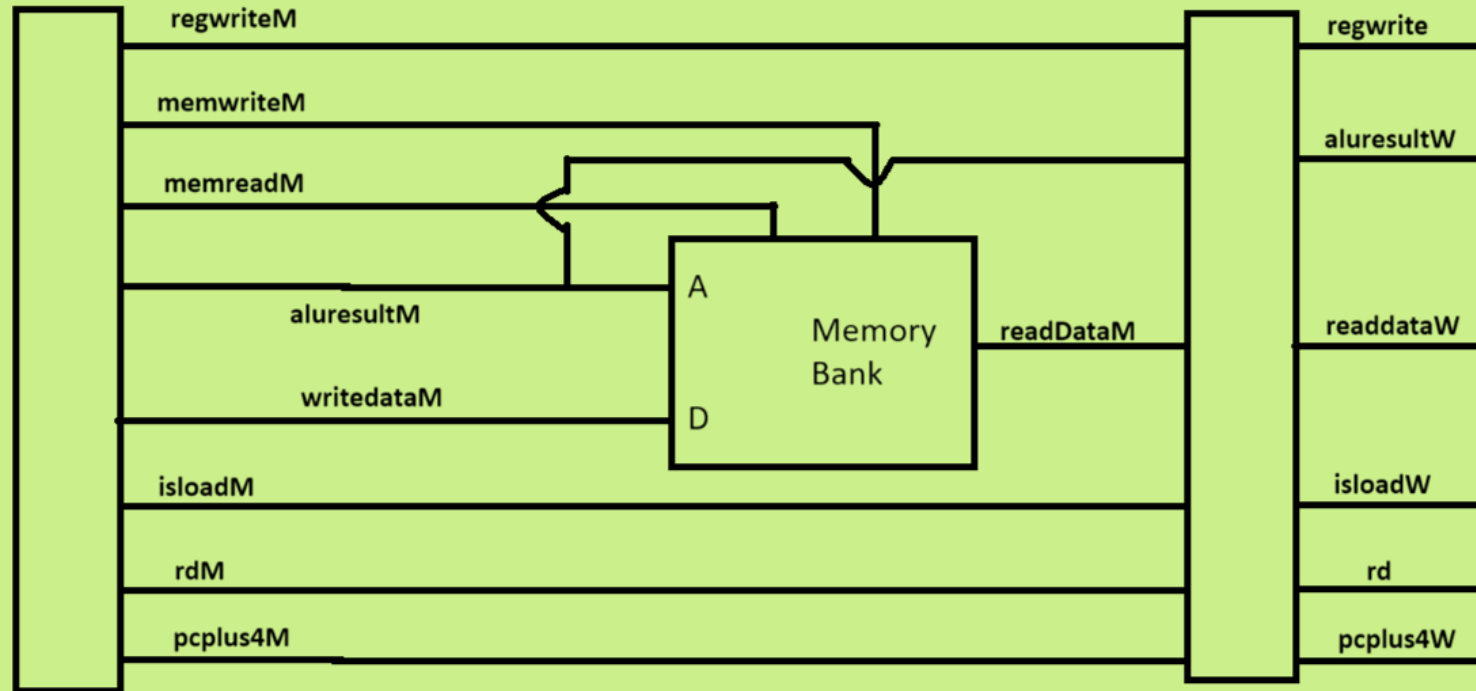 regwriteM
regwrite
memwriteM
aluresultW
memreadM
A
aluresultM
Memory
Bank
readDataM
readdataW
writedataM
D
isloadM
isloadW
rdM
rd
pcplus4M
pcplus4W